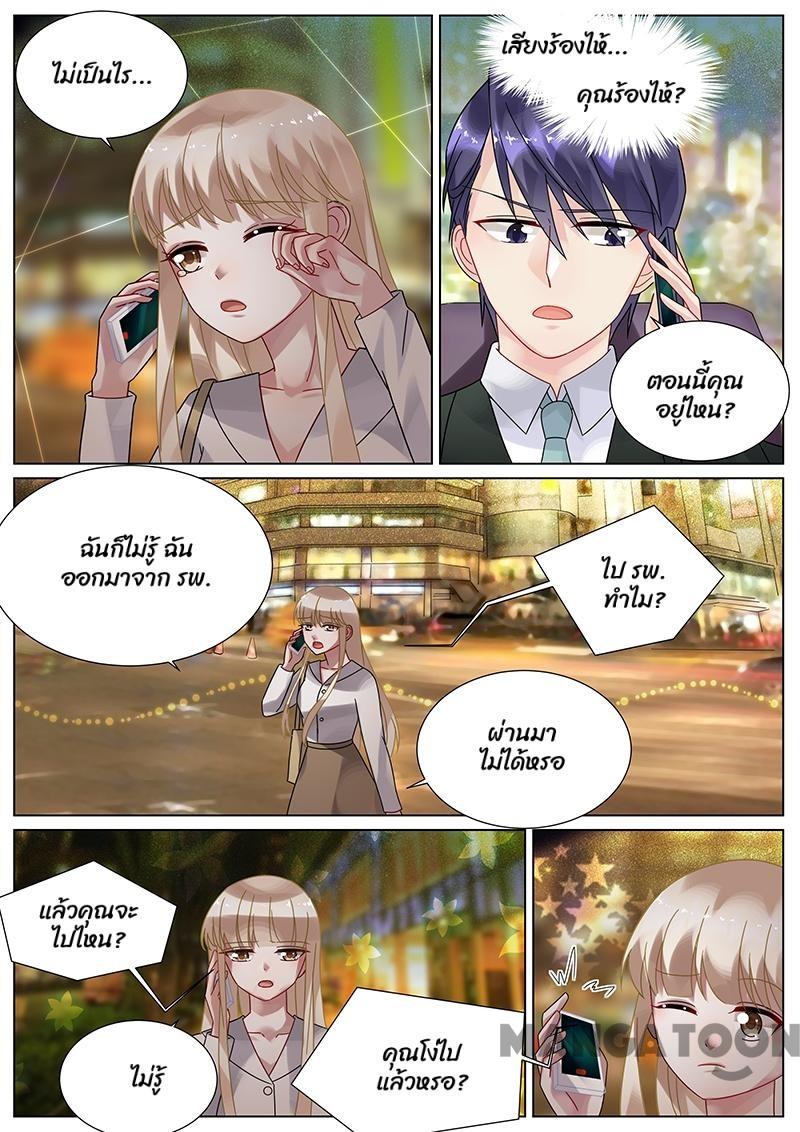 ไม่เป็นไร...
เสียงร้องไห้...
คุณร้องไห้?
ตอนนี้คุณ
อยู่ไหน?
ฉันก็ไม่รู้ ฉัน
ออกมาจาก รพ.
ไป รพ.
ทำไม?
ผ่านมา
ไม่ได้หรอ
แล้วคุณจะ
ไปไหน?
ไม่รู้
คุณโง่ไป
แล้วหรอ?
MANGATOON